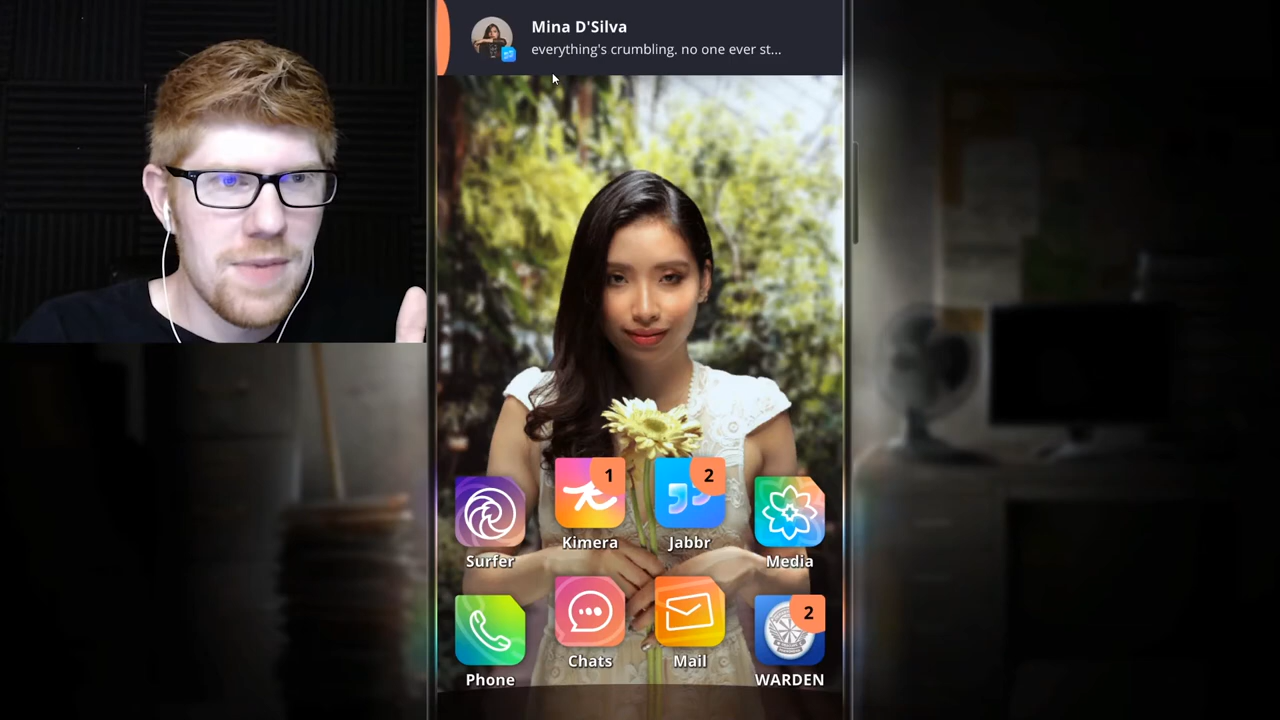 Mina D'Silva
everything's crumbling. no one ever st...
1
2
Kimera
Jabbr
Surfer
Media
2
Chats
Mail
Phone
WARDEN